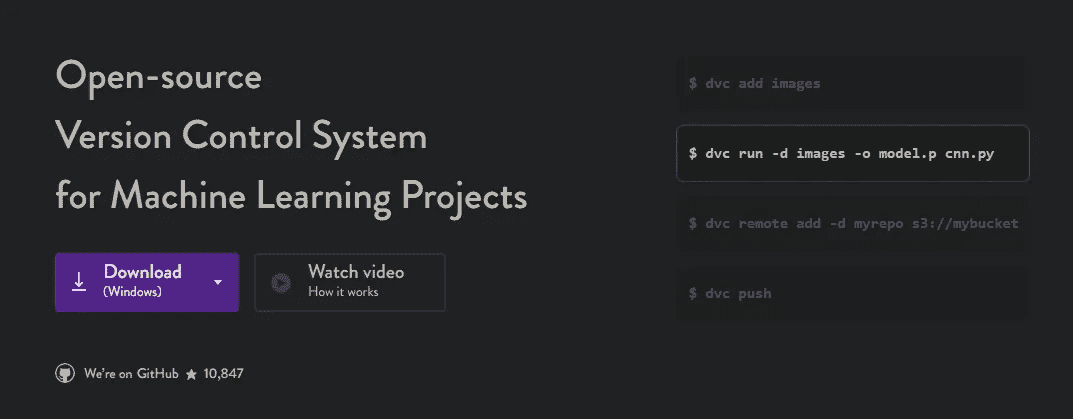 Open-source
Version Control System
for Machine Learning Projects
Download
(Windows)
Watch video
How it works
We're on GitHub ★ 10,847
$ dvc add images
$ dvc run -d images -o model.p cnn.py
$ dvc remote add -d myrepo s3://mybucket
$ dvc push